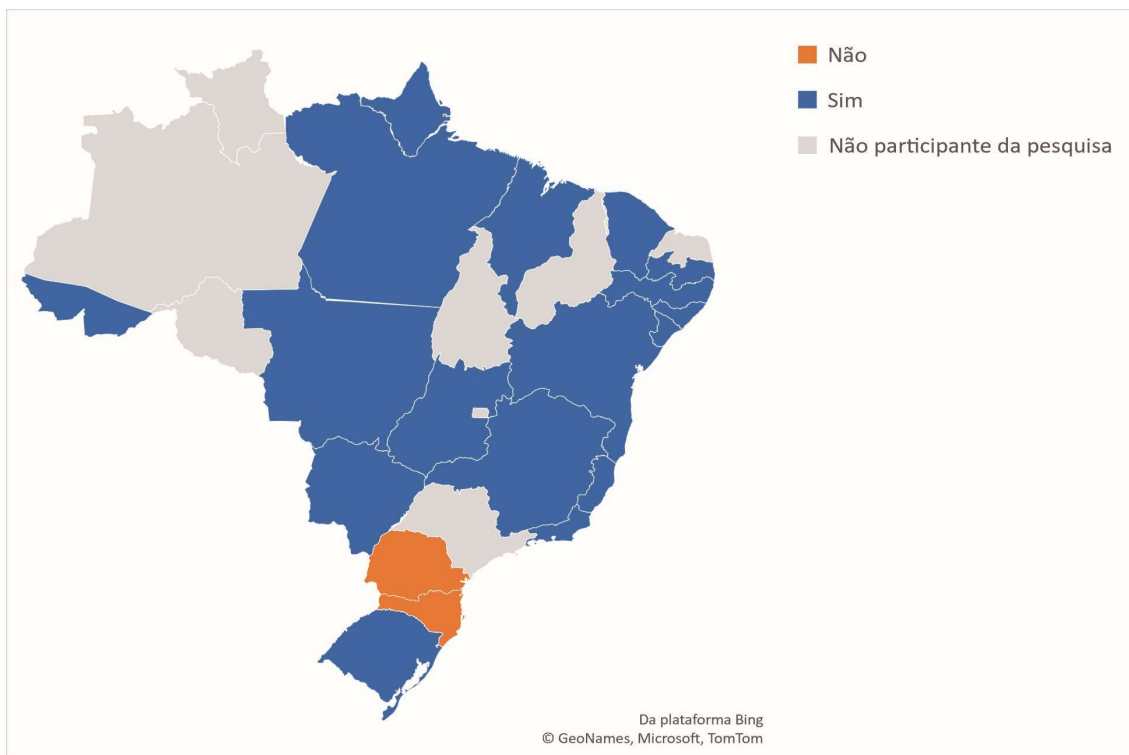 Não
Sim
Não participante da pesquisa
Da plataforma Bing
© GeoNames, Microsoft, TomTom